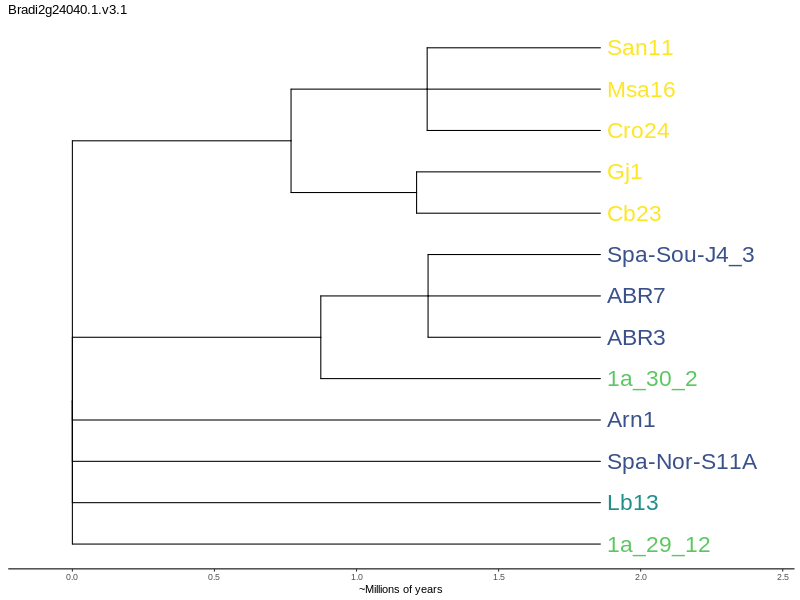 Bradi2g24040.1.v3.1
San11
Msa16
Cro24
Gj1
Cb23
Spa-Sou-J4_3
ABR7
ABR3
1a_30_2
Arn1
Spa-Nor-S11A
Lb13
1a_29_12
0.0 0.5 1.0 1.5 2.0 2.5
~Millions of years